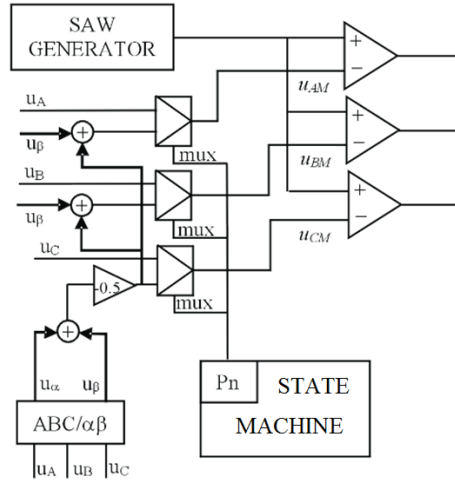 SAW
GENERATOR
+
−
u_AM
u_A
u_β
+
mux
+
−
u_BM
u_B
u_β
+
mux
+
−
u_CM
u_C
-0.5
mux
+
u_α u_β
Pn
STATE
MACHINE
ABC/αβ
u_A u_B u_C